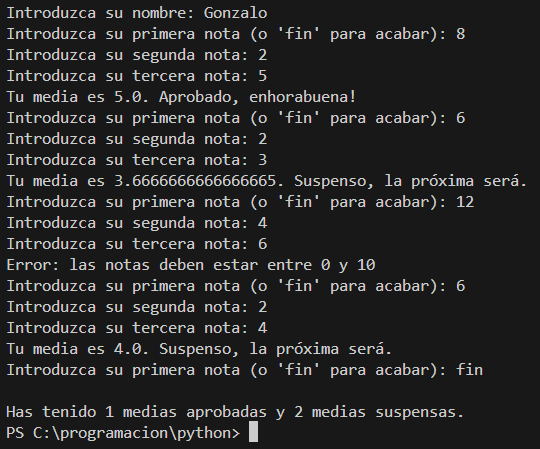 Introduzca su nombre: Gonzalo
Introduzca su primera nota (o 'fin' para acabar): 8
Introduzca su segunda nota: 2
Introduzca su tercera nota: 5
Tu media es 5.0. Aprobado, enhorabuena!
Introduzca su primera nota (o 'fin' para acabar): 6
Introduzca su segunda nota: 2
Introduzca su tercera nota: 3
Tu media es 3.6666666666666665. Suspenso, la próxima será.
Introduzca su primera nota (o 'fin' para acabar): 12
Introduzca su segunda nota: 4
Introduzca su tercera nota: 6
Error: las notas deben estar entre 0 y 10
Introduzca su primera nota (o 'fin' para acabar): 6
Introduzca su segunda nota: 2
Introduzca su tercera nota: 4
Tu media es 4.0. Suspenso, la próxima será.
Introduzca su primera nota (o 'fin' para acabar): fin

Has tenido 1 medias aprobadas y 2 medias suspensas.
PS C:\programacion\python>